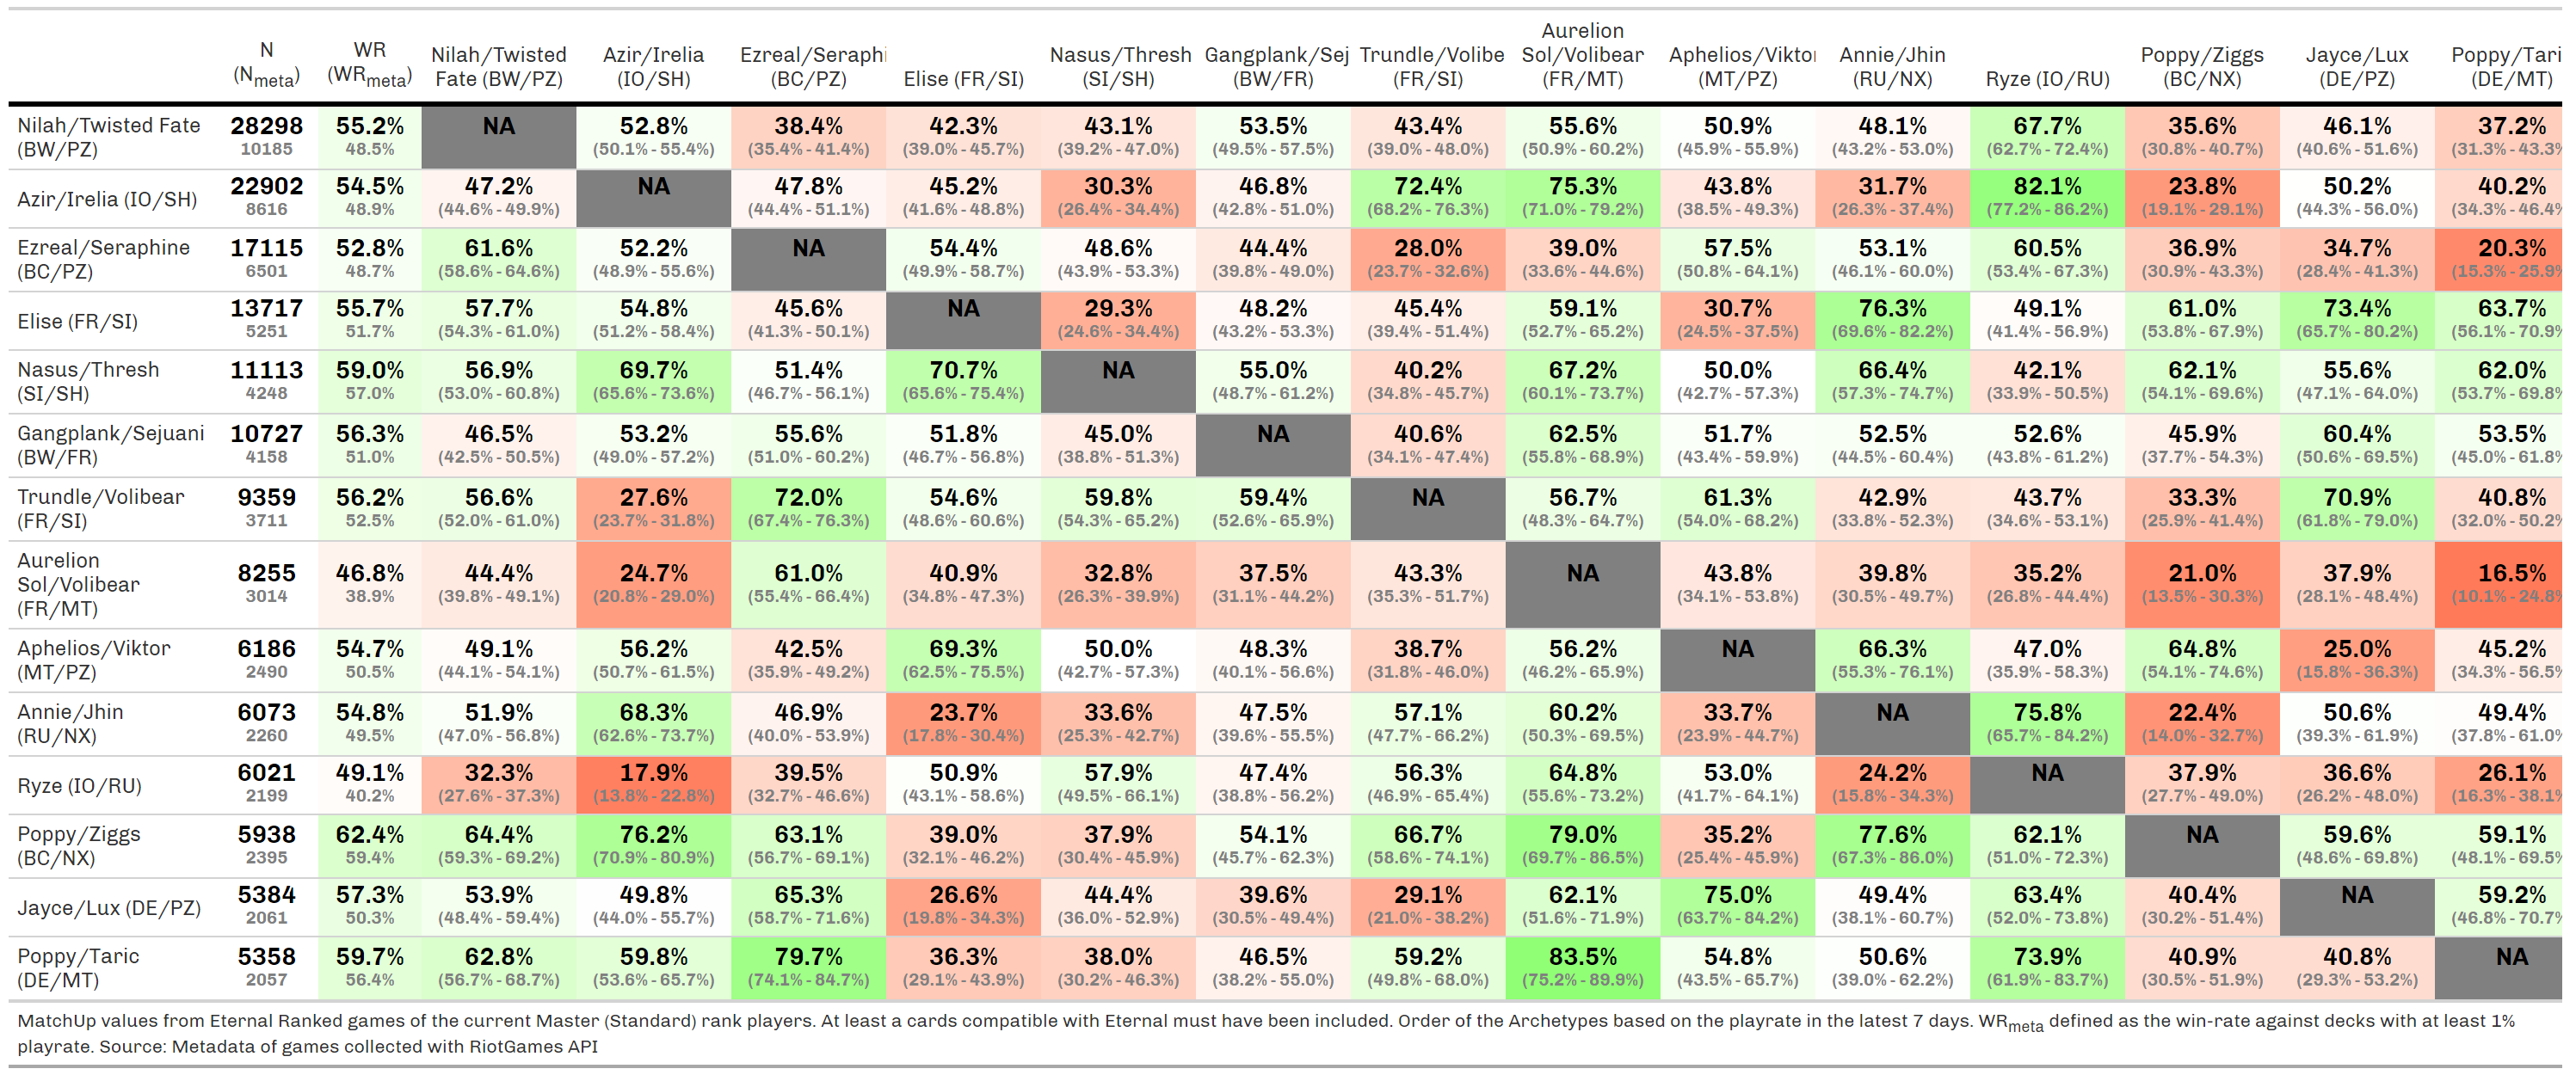 N WR Nilah/Twisted Azir/Irelia Ezreal/Seraphi Elise (FR/SI) Nasus/Thresh Gangplank/Sej Trundle/Volibe Aurelion Aphelios/Viktor Annie/Jhin Ryze (IO/RU) Poppy/Ziggs Jayce/Lux Poppy/Tari
(Nmeta) (WRmeta) Fate (BW/PZ) (IO/SH) (BC/PZ) (SI/SH) (BW/FR) (FR/SI) Sol/Volibear (MT/PZ) (RU/NX) (BC/NX) (DE/PZ) (DE/MT)
(FR/MT)
Nilah/Twisted Fate 28298 55.2% NA 52.8% 38.4% 42.3% 43.1% 53.5% 43.4% 55.6% 50.9% 48.1% 67.7% 35.6% 46.1% 37.2%
(BW/PZ) 10185 48.5% (50.1% - 55.4%) (35.4% - 41.4%) (39.0% - 45.7%) (39.2% - 47.0%) (49.5% - 57.5%) (39.0% - 48.0%) (50.9% - 60.2%) (45.9% - 55.9%) (43.2% - 53.0%) (62.7% - 72.4%) (30.8% - 40.7%) (40.6% - 51.6%) (31.3% - 43.3%
Azir/Irelia (IO/SH) 22902 54.5% 47.2% NA 47.8% 45.2% 30.3% 46.8% 72.4% 75.3% 43.8% 31.7% 82.1% 23.8% 50.2% 40.2%
8616 48.9% (44.6% - 49.9%) (44.4% - 51.1%) (41.6% - 48.8%) (26.4% - 34.4%) (42.8% - 51.0%) (68.2% - 76.3%) (71.0% - 79.2%) (38.5% - 49.3%) (26.3% - 37.4%) (77.2% - 86.2%) (19.1% - 29.1%) (44.3% - 56.0%) (34.3% - 46.4%
Ezreal/Seraphine 17115 52.8% 61.6% 52.2% NA 54.4% 48.6% 44.4% 28.0% 39.0% 57.5% 53.1% 60.5% 36.9% 34.7% 20.3%
(BC/PZ) 6501 48.7% (58.6% - 64.6%) (48.9% - 55.6%) (49.9% - 58.7%) (43.9% - 53.3%) (39.8% - 49.0%) (23.7% - 32.6%) (33.6% - 44.6%) (50.8% - 64.1%) (46.1% - 60.0%) (53.4% - 67.3%) (30.9% - 43.3%) (28.4% - 41.3%) (15.3% - 25.9%
Elise (FR/SI) 13717 55.7% 57.7% 54.8% 45.6% NA 29.3% 48.2% 45.4% 59.1% 30.7% 76.3% 49.1% 61.0% 73.4% 63.7%
5251 51.7% (54.3% - 61.0%) (51.2% - 58.4%) (41.3% - 50.1%) (24.6% - 34.4%) (43.2% - 53.3%) (39.4% - 51.4%) (52.7% - 65.2%) (24.5% - 37.5%) (69.6% - 82.2%) (41.4% - 56.9%) (53.8% - 67.9%) (65.7% - 80.2%) (56.1% - 70.9%
Nasus/Thresh 11113 59.0% 56.9% 69.7% 51.4% 70.7% NA 55.0% 40.2% 67.2% 50.0% 66.4% 42.1% 62.1% 55.6% 62.0%
(SI/SH) 4248 57.0% (53.0% - 60.8%) (65.6% - 73.6%) (46.7% - 56.1%) (65.6% - 75.4%) (48.7% - 61.2%) (34.8% - 45.7%) (60.1% - 73.7%) (42.7% - 57.3%) (57.3% - 74.7%) (33.9% - 50.5%) (54.1% - 69.6%) (47.1% - 64.0%) (53.7% - 69.8%
Gangplank/Sejuani 10727 56.3% 46.5% 53.2% 55.6% 51.8% 45.0% NA 40.6% 62.5% 51.7% 52.5% 52.6% 45.9% 60.4% 53.5%
(BW/FR) 4158 51.0% (42.5% - 50.5%) (49.0% - 57.2%) (51.0% - 60.2%) (46.7% - 56.8%) (38.8% - 51.3%) (34.1% - 47.4%) (55.8% - 68.9%) (43.4% - 59.9%) (44.5% - 60.4%) (43.8% - 61.2%) (37.7% - 54.3%) (50.6% - 69.5%) (45.0% - 61.8%
Trundle/Volibear 9359 56.2% 56.6% 27.6% 72.0% 54.6% 59.8% 59.4% NA 56.7% 61.3% 42.9% 43.7% 33.3% 70.9% 40.8%
(FR/SI) 3711 52.5% (52.0% - 61.0%) (23.7% - 31.8%) (67.4% - 76.3%) (48.6% - 60.6%) (54.3% - 65.2%) (52.6% - 65.9%) (48.3% - 64.7%) (54.0% - 68.2%) (33.8% - 52.3%) (34.6% - 53.1%) (25.9% - 41.4%) (61.8% - 79.0%) (32.0% - 50.2%
Aurelion
Sol/Volibear 8255 46.8% 44.4% 24.7% 61.0% 40.9% 32.8% 37.5% 43.3% NA 43.8% 39.8% 35.2% 21.0% 37.9% 16.5%
(FR/MT) 3014 38.9% (39.8% - 49.1%) (20.8% - 29.0%) (55.4% - 66.4%) (34.8% - 47.3%) (26.3% - 39.9%) (31.1% - 44.2%) (35.3% - 51.7%) (34.1% - 53.8%) (30.5% - 49.7%) (26.8% - 44.4%) (13.5% - 30.3%) (28.1% - 48.4%) (10.1% - 24.8%
Aphelios/Viktor 6186 54.7% 49.1% 56.2% 42.5% 69.3% 50.0% 48.3% 38.7% 56.2% NA 66.3% 47.0% 64.8% 25.0% 45.2%
(MT/PZ) 2490 50.5% (44.1% - 54.1%) (50.7% - 61.5%) (35.9% - 49.2%) (62.5% - 75.5%) (42.7% - 57.3%) (40.1% - 56.6%) (31.8% - 46.0%) (46.2% - 65.9%) (55.3% - 76.1%) (35.9% - 58.3%) (54.1% - 74.6%) (15.8% - 36.3%) (34.3% - 56.5%
Annie/Jhin 6073 54.8% 51.9% 68.3% 46.9% 23.7% 33.6% 47.5% 57.1% 60.2% 33.7% NA 75.8% 22.4% 50.6% 49.4%
(RU/NX) 2260 49.5% (47.0% - 56.8%) (62.6% - 73.7%) (40.0% - 53.9%) (17.8% - 30.4%) (25.3% - 42.7%) (39.6% - 55.5%) (47.7% - 66.2%) (50.3% - 69.5%) (23.9% - 44.7%) (65.7% - 84.2%) (14.0% - 32.7%) (39.3% - 61.9%) (37.8% - 61.0%
Ryze (IO/RU) 6021 49.1% 32.3% 17.9% 39.5% 50.9% 57.9% 47.4% 56.3% 64.8% 53.0% 24.2% NA 37.9% 36.6% 26.1%
2199 40.2% (27.6% - 37.3%) (13.8% - 22.8%) (32.7% - 46.6%) (43.1% - 58.6%) (49.5% - 66.1%) (38.8% - 56.2%) (46.9% - 65.4%) (55.6% - 73.2%) (41.7% - 64.1%) (15.8% - 34.3%) (27.7% - 49.0%) (26.2% - 48.0%) (16.3% - 38.1%
Poppy/Ziggs 5938 62.4% 64.4% 76.2% 63.1% 39.0% 37.9% 54.1% 66.7% 79.0% 35.2% 77.6% 62.1% NA 59.6% 59.1%
(BC/NX) 2395 59.4% (59.3% - 69.2%) (70.9% - 80.9%) (56.7% - 69.1%) (32.1% - 46.2%) (30.4% - 45.9%) (45.7% - 62.3%) (58.6% - 74.1%) (69.7% - 86.5%) (25.4% - 45.9%) (67.3% - 86.0%) (51.0% - 72.3%) (48.6% - 69.8%) (48.1% - 69.5%
Jayce/Lux (DE/PZ) 5384 57.3% 53.9% 49.8% 65.3% 26.6% 44.4% 39.6% 29.1% 62.1% 75.0% 49.4% 63.4% 40.4% NA 59.2%
2061 50.3% (48.4% - 59.4%) (44.0% - 55.7%) (58.7% - 71.6%) (19.8% - 34.3%) (36.0% - 52.9%) (30.5% - 49.4%) (21.0% - 38.2%) (51.6% - 71.9%) (63.7% - 84.2%) (38.1% - 60.7%) (52.0% - 73.8%) (30.2% - 51.4%) (46.8% - 70.7%
Poppy/Taric 5358 59.7% 62.8% 59.8% 79.7% 36.3% 38.0% 46.5% 59.2% 83.5% 54.8% 50.6% 73.9% 40.9% 40.8% NA
(DE/MT) 2057 56.4% (56.7% - 68.7%) (53.6% - 65.7%) (74.1% - 84.7%) (29.1% - 43.9%) (30.2% - 46.3%) (38.2% - 55.0%) (49.8% - 68.0%) (75.2% - 89.9%) (43.5% - 65.7%) (39.0% - 62.2%) (61.9% - 83.7%) (30.5% - 51.9%) (29.3% - 53.2%)
MatchUp values from Eternal Ranked games of the current Master (Standard) rank players. At least a cards compatible with Eternal must have been included. Order of the Archetypes based on the playrate in the latest 7 days. WRmeta defined as the win-rate against decks with at least 1%
playrate. Source: Metadata of games collected with RiotGames API